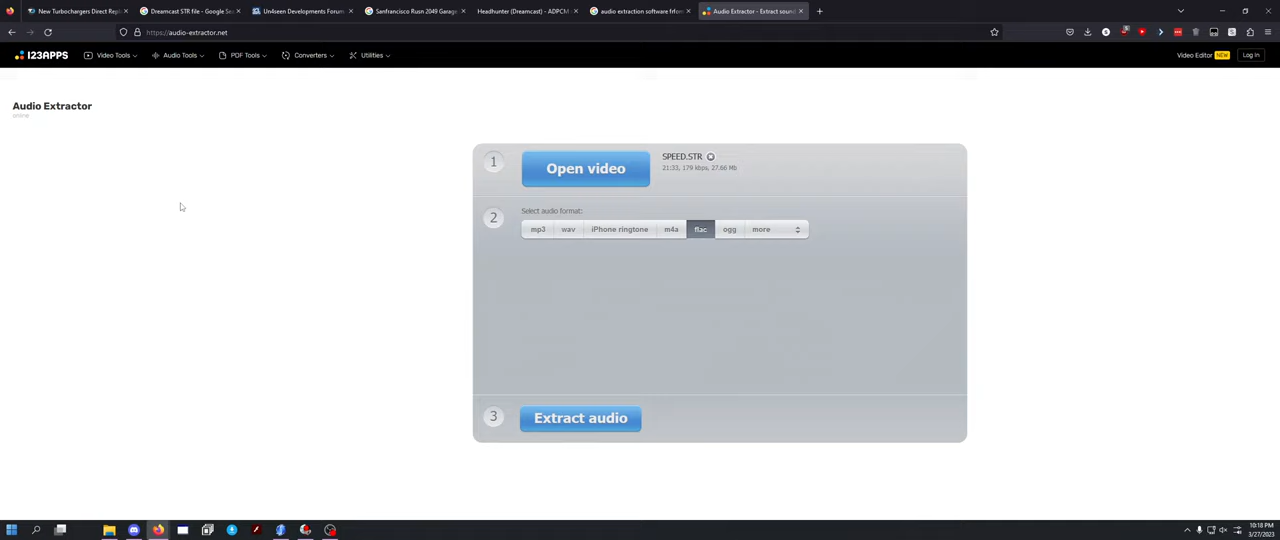 New Turbochargers Direct Repl
Dreamcast STR file - Google Sea
Un4seen Developments Forum
Sanfrancisco Rusn 2049 Garage
Headhunter (Dreamcast) - ADPCM
audio extraction software frfom
Audio Extractor - Extract sound
https://audio-extractor.net
123APPS
Video Tools
Audio Tools
PDF Tools
Converters
Utilities
Video Editor NEW
Log In
Audio Extractor
online
1
Open video
SPEED.STR
21:33, 179 kbps, 27.66 Mb
2
Select audio format:
mp3 wav iPhone ringtone m4a flac ogg more
3
Extract audio
10:18 PM
3/27/2023